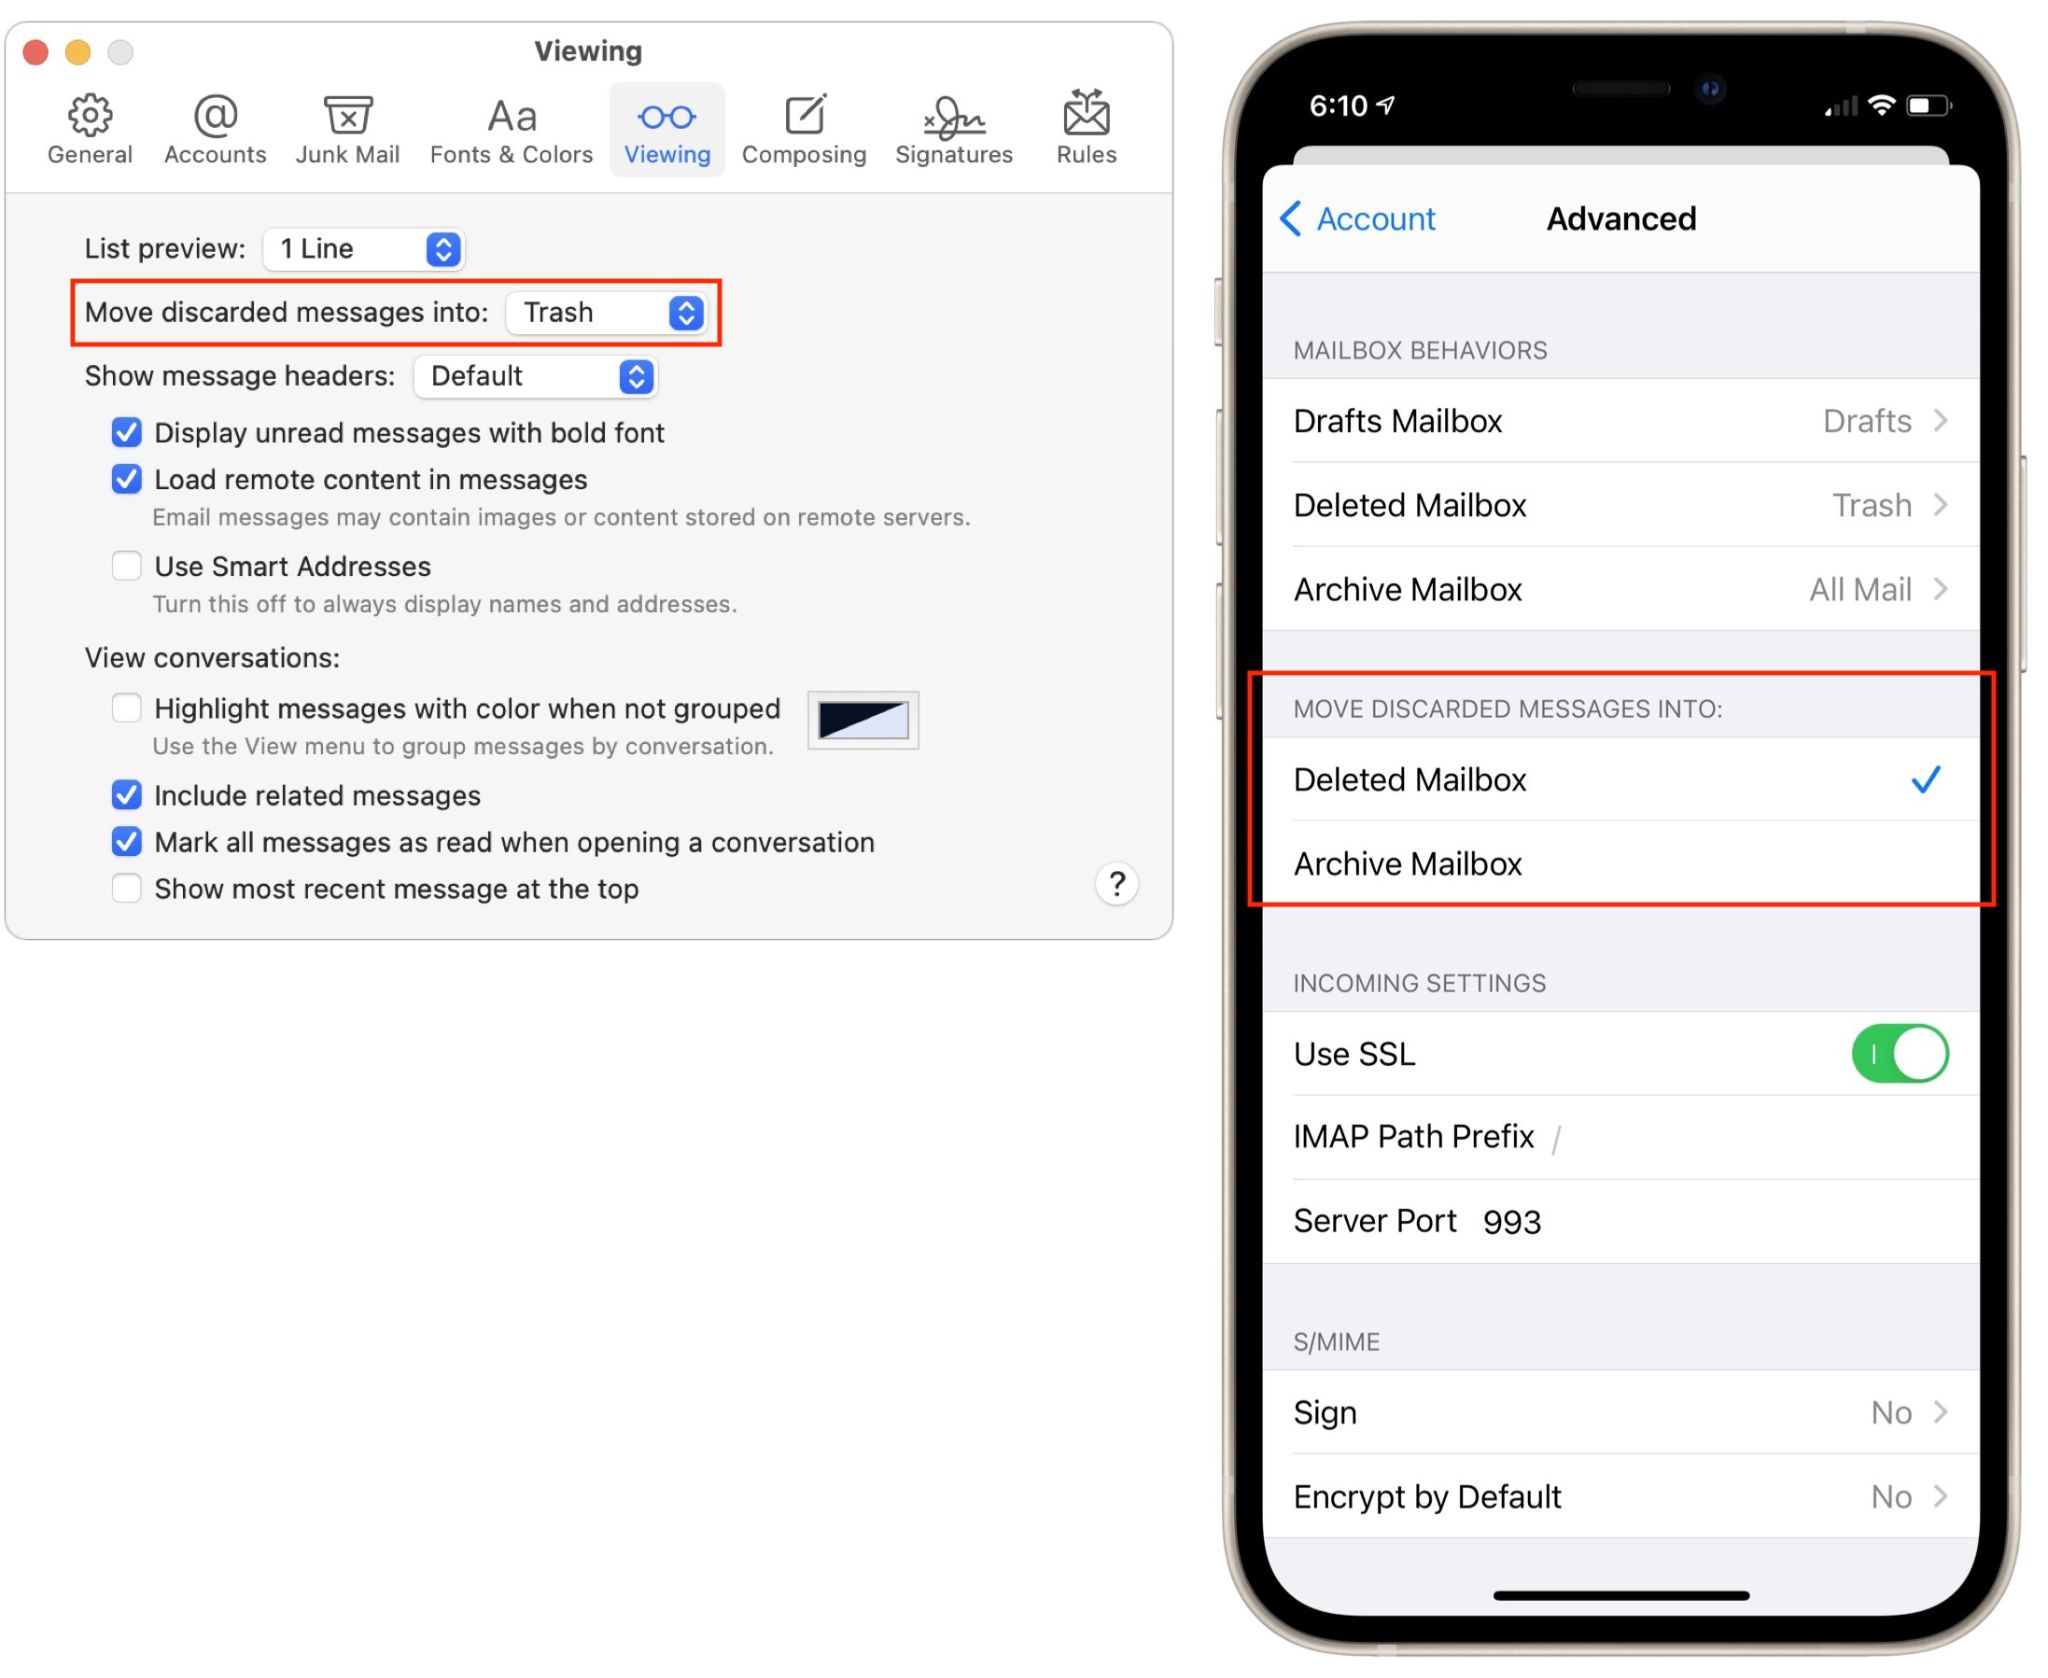 Viewing
General Accounts Junk Mail Fonts & Colors Viewing Composing Signatures Rules
List preview: 1 Line
Move discarded messages into: Trash
Show message headers: Default
Display unread messages with bold font
Load remote content in messages
Email messages may contain images or content stored on remote servers.
Use Smart Addresses
Turn this off to always display names and addresses.
View conversations:
Highlight messages with color when not grouped
Use the View menu to group messages by conversation.
Include related messages
Mark all messages as read when opening a conversation
Show most recent message at the top
?
6:10
Account Advanced
MAILBOX BEHAVIORS
Drafts Mailbox Drafts
Deleted Mailbox Trash
Archive Mailbox All Mail
MOVE DISCARDED MESSAGES INTO:
Deleted Mailbox
Archive Mailbox
INCOMING SETTINGS
Use SSL
IMAP Path Prefix /
Server Port 993
S/MIME
Sign No
Encrypt by Default No